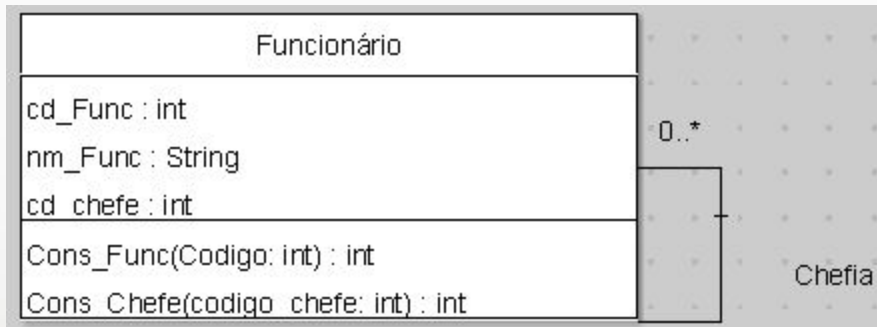 Funcionário
cd_Func : int
nm_Func : String
cd_chefe : int
Cons_Func(Codigo: int) : int
Cons_Chefe(codigo_chefe: int) : int
0..*
Chefia